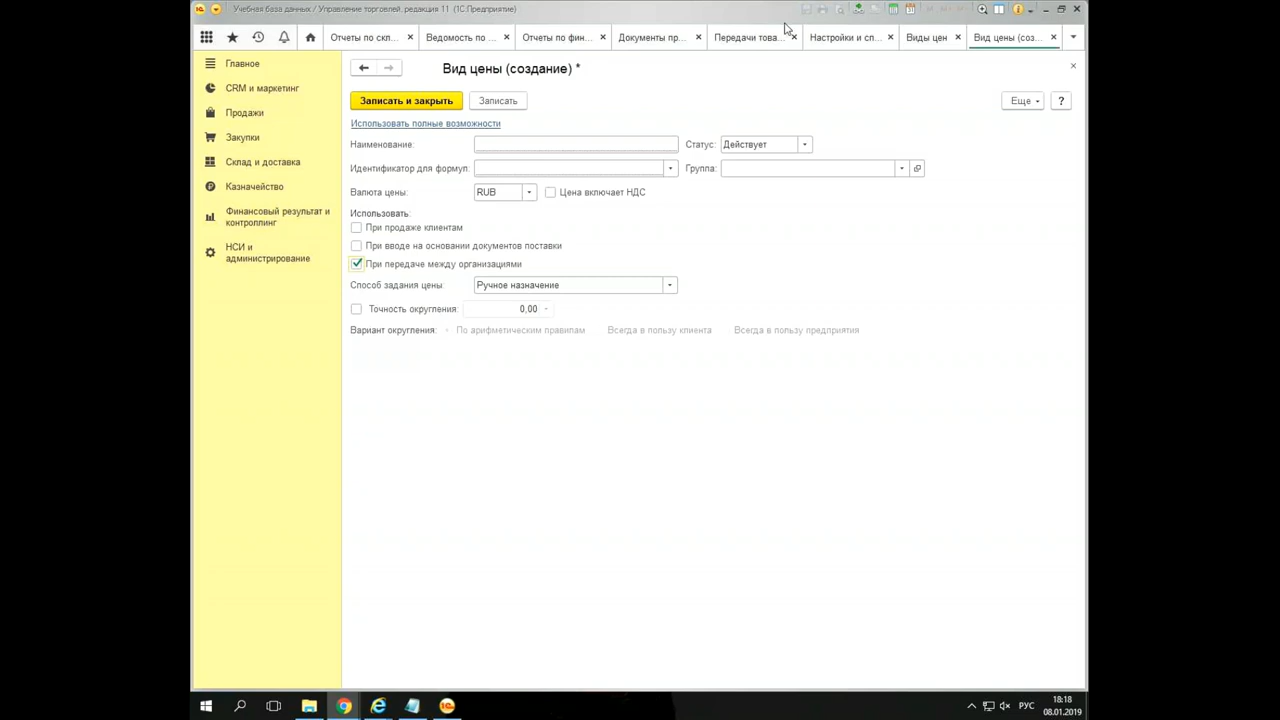 Учебная база данных / Управление торговлей, редакция 11 (1С:Предприятие)
Отчеты по скл... Ведомость по ... Отчеты по фин... Документы пр... Передачи това... Настройки и сп... Виды цен Вид цены (соз...
Главное
CRM и маркетинг
Продажи
Закупки
Склад и доставка
Казначейство
Финансовый результат и
контроллинг
НСИ и
администрирование
Вид цены (создание) *
Записать и закрыть Записать Еще ?
Использовать полные возможности
Наименование: Статус: Действует
Идентификатор для формул: Группа:
Валюта цены: RUB Цена включает НДС
Использовать:
При продаже клиентам
При вводе на основании документов поставки
При передаче между организациями
Способ задания цены: Ручное назначение
Точность округления: 0,00
Вариант округления: По арифметическим правилам Всегда в пользу клиента Всегда в пользу предприятия
РУС
18:18
08.01.2019